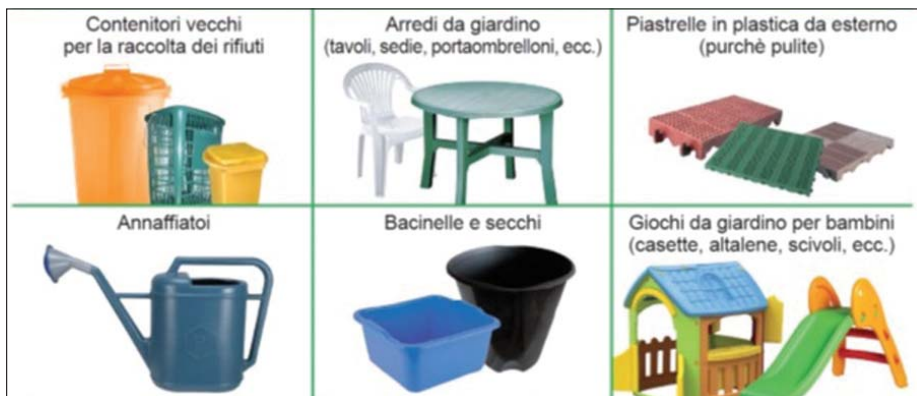 Contenitori vecchi
per la raccolta dei rifiuti
Arredi da giardino
(tavoli, sedie, portaombrelloni, ecc.)
Piastrelle in plastica da esterno
(purchè pulite)
Annaffiatoi
Bacinelle e secchi
Giochi da giardino per bambini
(casette, altalene, scivoli, ecc.)